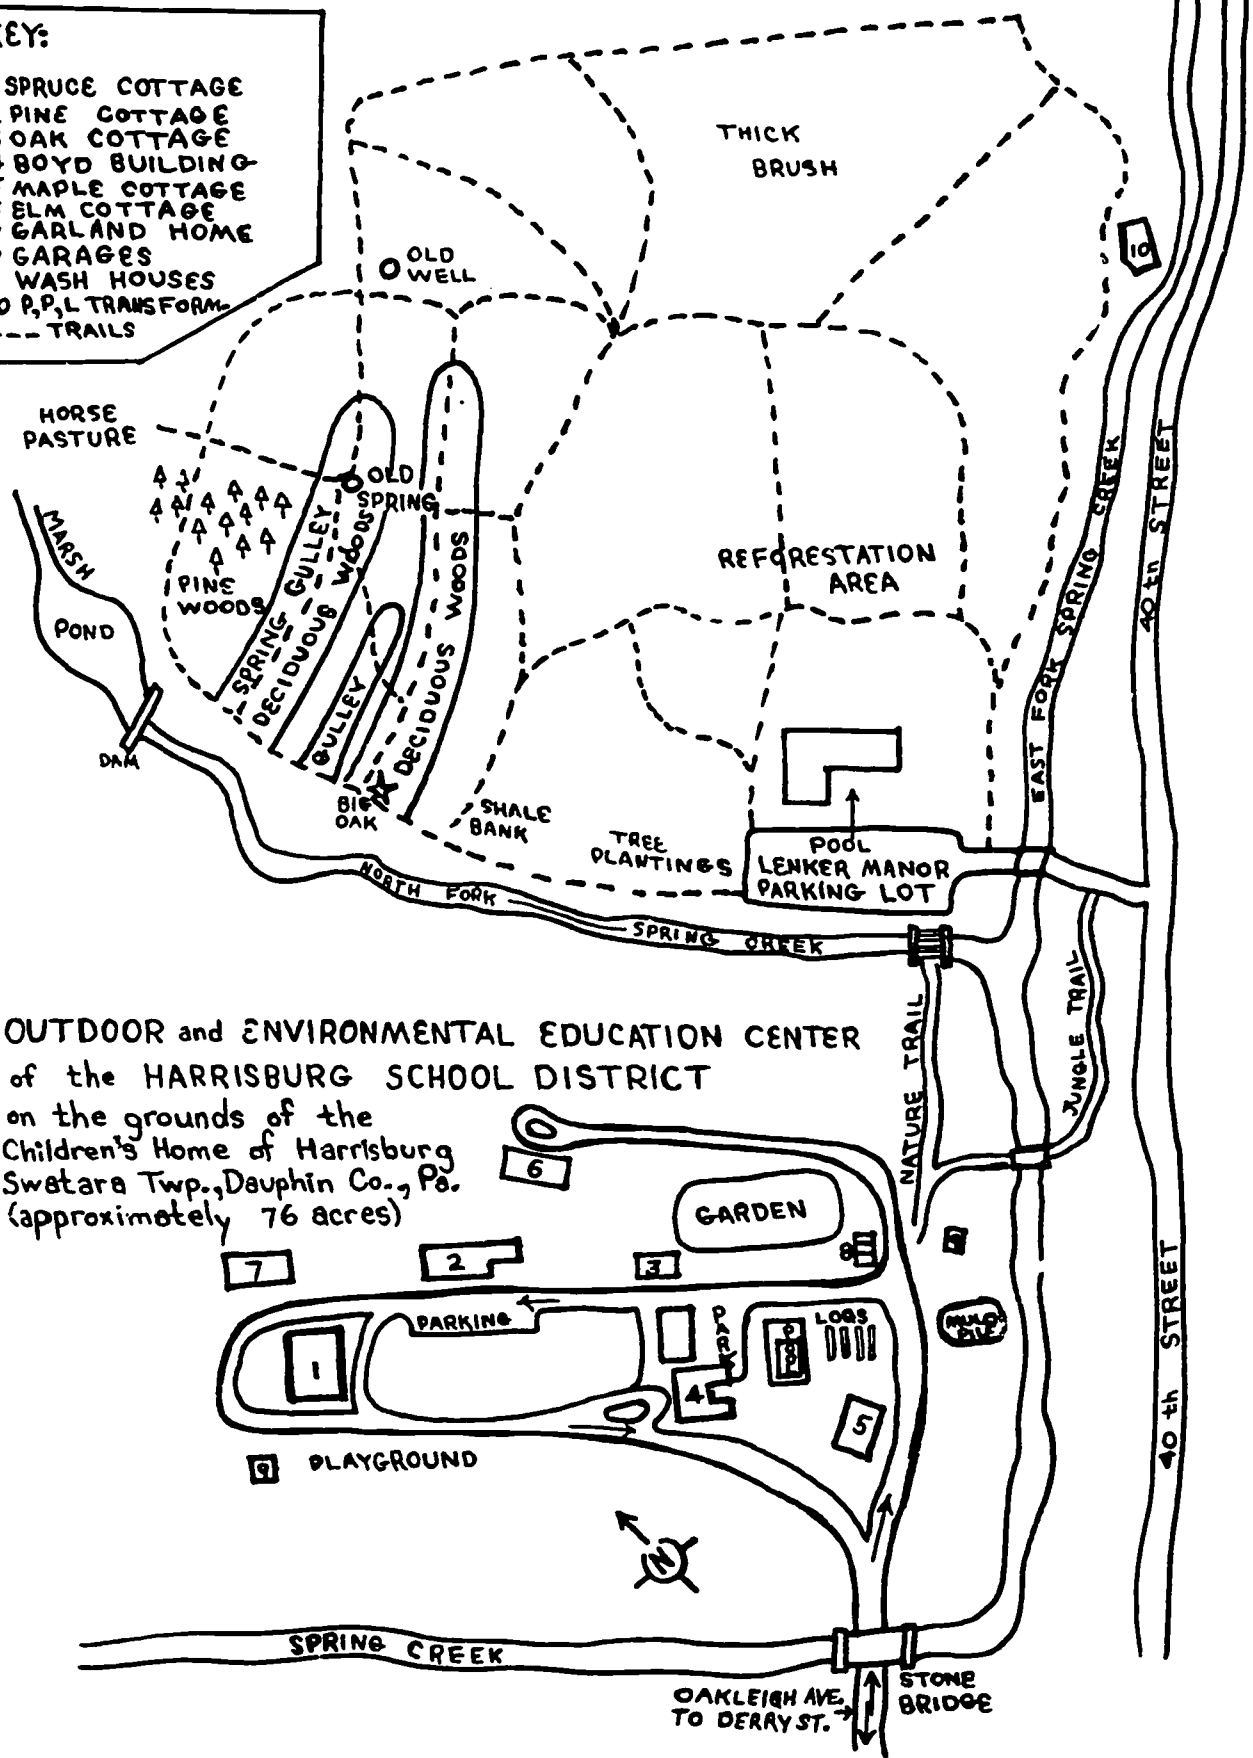 KEY:
SPRUCE COTTAGE
PINE COTTAGE
OAK COTTAGE
BOYD BUILDING
MAPLE COTTAGE
ELM COTTAGE
GARLAND HOME
GARAGES
WASH HOUSES
P,P,L TRANSFORM-
---TRAILS
THICK
BRUSH
10
OLD
WELL
HORSE
PASTURE
OLD
SPRING
MARSH
POND
DAM
PINE
WOODS
SPRING GULLEY
DECIDUOUS WOODS
GULLEY
DECIDUOUS WOODS
BIG
OAK
SHALE
BANK
REFORESTATION
AREA
TREE
PLANTINGS
POOL
LENKER MANOR
PARKING LOT
EAST FORK SPRING CREEK
40th STREET
NORTH FORK
SPRING CREEK
NATURE TRAIL
JUNGLE TRAIL
OUTDOOR and ENVIRONMENTAL EDUCATION CENTER
of the HARRISBURG SCHOOL DISTRICT
on the grounds of the
Children's Home of Harrisburg
Swatara Twp., Dauphin Co., Pa.
(approximately 76 acres)
6
GARDEN
7
2
3
8
9
PARKING
PARK
POOL
LOGS
1
4
5
9
PLAYGROUND
40th STREET
N
SPRING CREEK
OAKLEIGH AVE.
TO DERRY ST.
STONE
BRIDGE